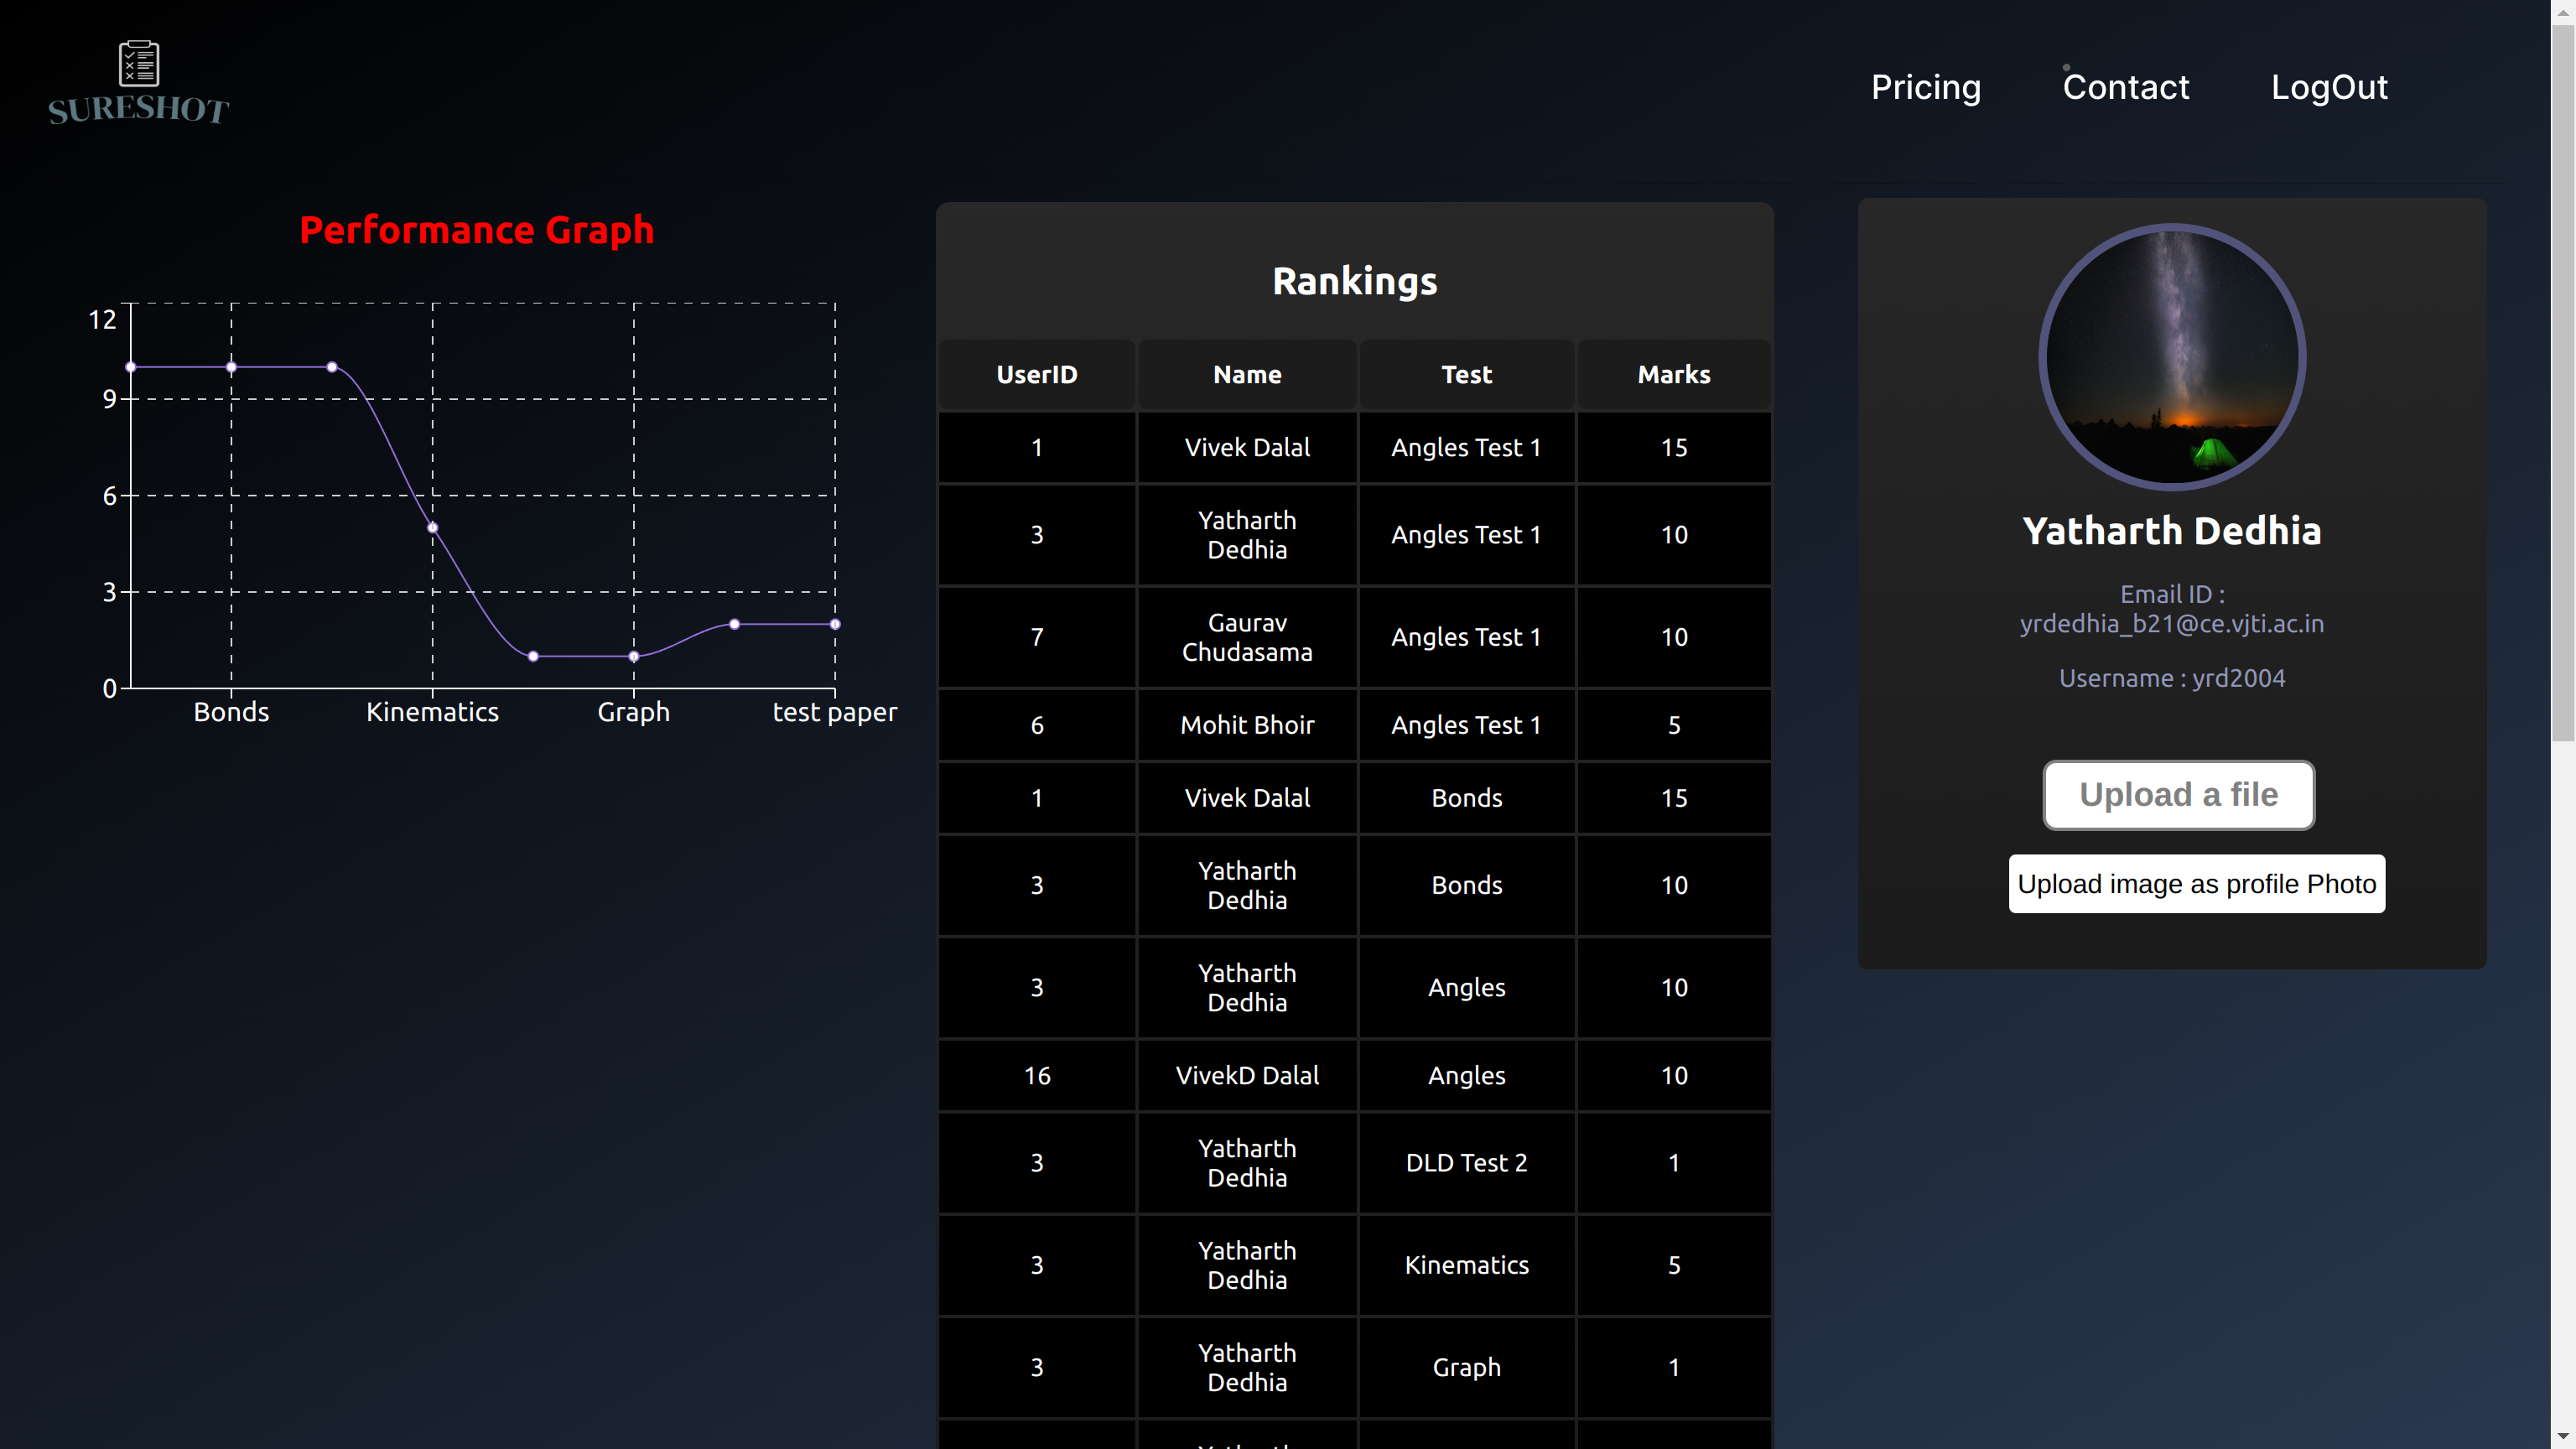 SURESHOT
Pricing
Contact
LogOut
Performance Graph
12
9
6
3
0
Bonds
Kinematics
Graph
test paper
Rankings
UserID Name Test Marks
1 Vivek Dalal Angles Test 1 15
3 Yatharth Dedhia Angles Test 1 10
7 Gaurav Chudasama Angles Test 1 10
6 Mohit Bhoir Angles Test 1 5
1 Vivek Dalal Bonds 15
3 Yatharth Dedhia Bonds 10
3 Yatharth Dedhia Angles 10
16 VivekD Dalal Angles 10
3 Yatharth Dedhia DLD Test 2 1
3 Yatharth Dedhia Kinematics 5
3 Yatharth Dedhia Graph 1
Yatharth Dedhia
Email ID :
yrdedhia_b21@ce.vjti.ac.in
Username : yrd2004
Upload a file
Upload image as profile Photo